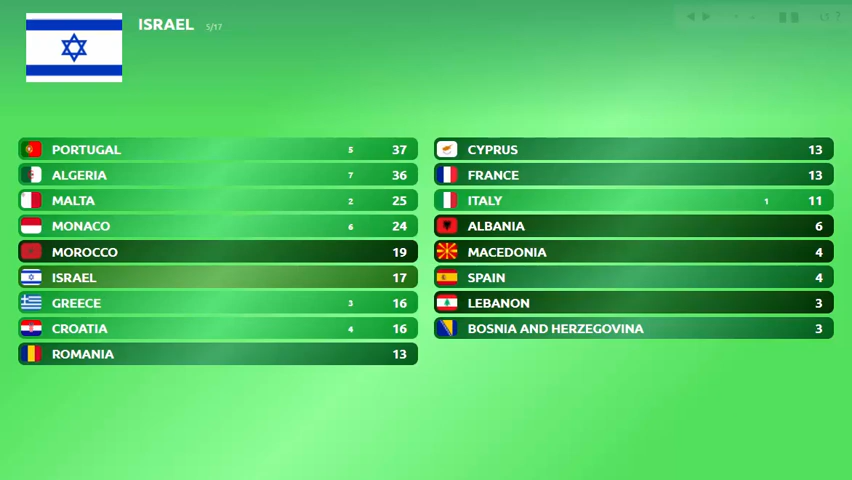 ISRAEL 5/17
PORTUGAL 5 37
ALGERIA 7 36
MALTA 2 25
MONACO 6 24
MOROCCO 19
ISRAEL 17
GREECE 3 16
CROATIA 4 16
ROMANIA 13
CYPRUS 13
FRANCE 13
ITALY 1 11
ALBANIA 6
MACEDONIA 4
SPAIN 4
LEBANON 3
BOSNIA AND HERZEGOVINA 3